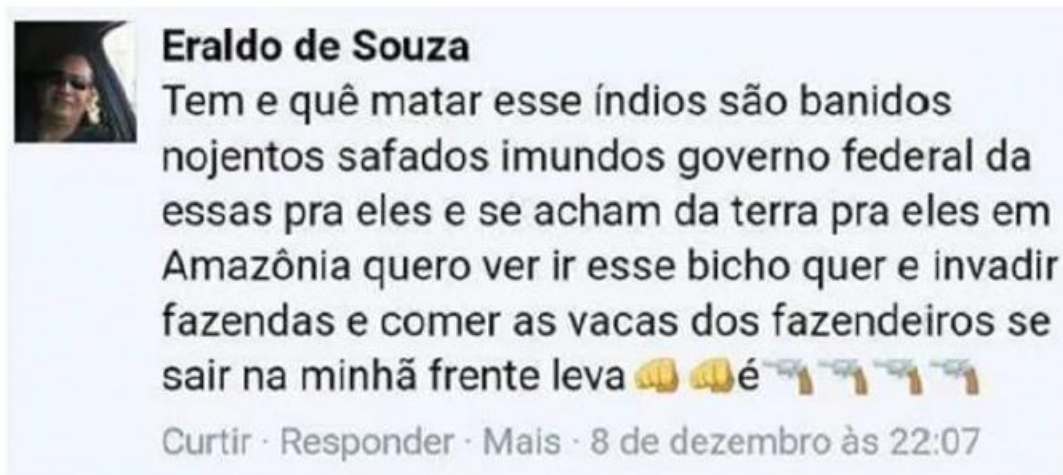 Eraldo de Souza
Tem e quê matar esse índios são banidos
nojentos safados imundos governo federal da
essas pra eles e se acham da terra pra eles em
Amazônia quero ver ir esse bicho quer e invadir
fazendas e comer as vacas dos fazendeiros se
sair na minhã frente leva 👊 👊é🔫🔫🔫🔫
Curtir · Responder · Mais · 8 de dezembro às 22:07